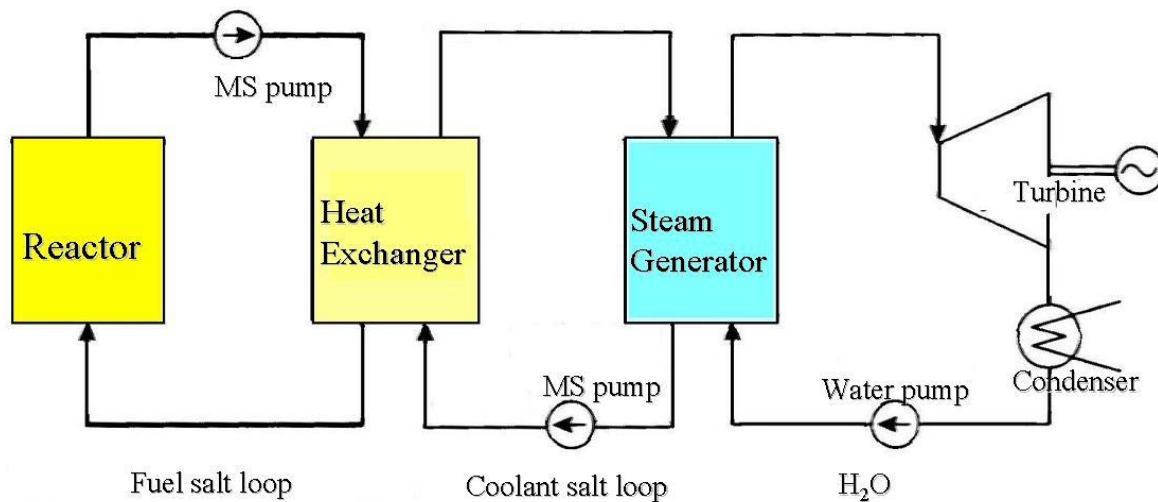 MS pump
Reactor
Heat
Exchanger
Steam
Generator
Turbine
MS pump
Water pump
Condenser
Fuel salt loop
Coolant salt loop
H₂O